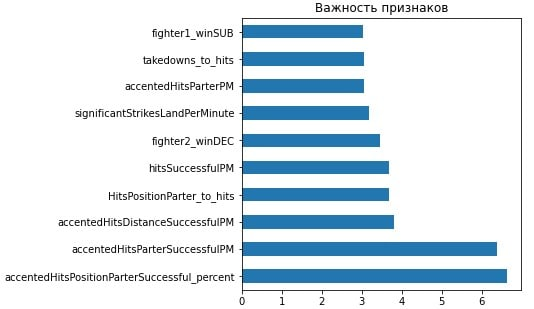 Важность признаков
fighter1_winSUB
takedowns_to_hits
accentedHitsParterPM
significantStrikesLandPerMinute
fighter2_winDEC
hitsSuccessfulPM
HitsPositionParter_to_hits
accentedHitsDistanceSuccessfulPM
accentedHitsParterSuccessfulPM
accentedHitsPositionParterSuccessful_percent
0 1 2 3 4 5 6